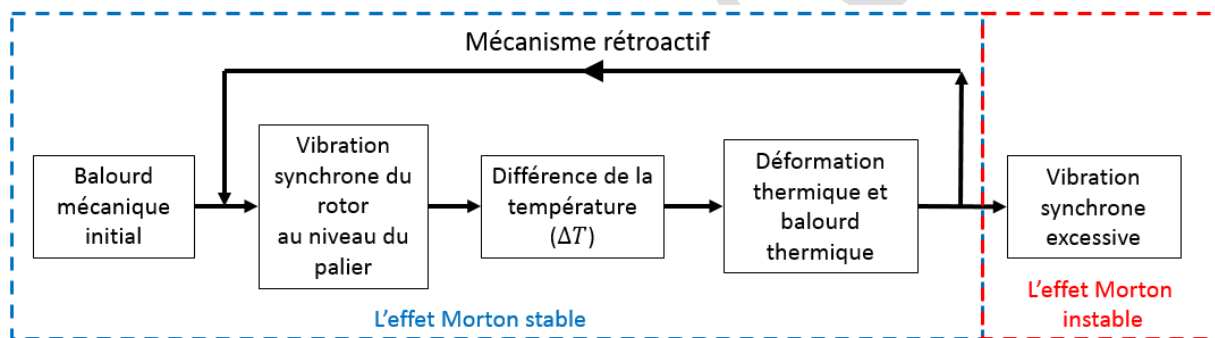 Mécanisme rétroactif
Balourd
mécanique
initial
Vibration
synchrone du
rotor
au niveau du
palier
Différence de la
température
(ΔT)
Déformation
thermique et
balourd
thermique
Vibration
synchrone
excessive
L'effet Morton stable
L'effet Morton
instable